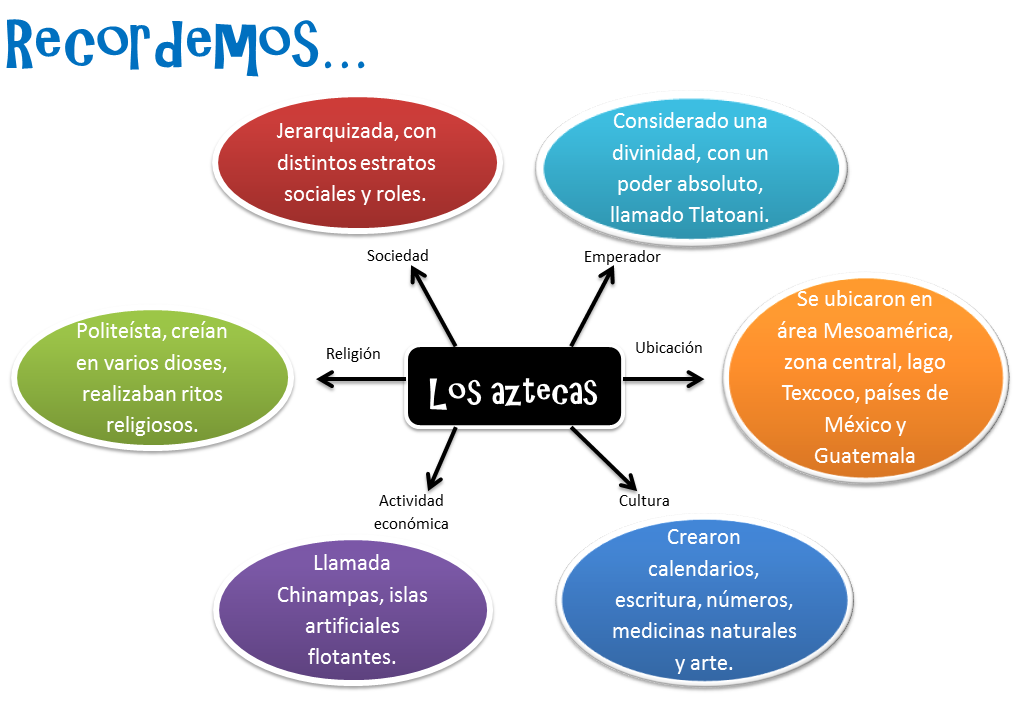 Recordemos...
Jerarquizada, con
distintos estratos
sociales y roles.
Considerado una
divinidad, con un
poder absoluto,
llamado Tlatoani.
Sociedad
Emperador
Politeísta, creían
en varios dioses,
realizaban ritos
religiosos.
Religión
Los aztecas
Ubicación
Se ubicaron en
área Mesoamérica,
zona central, lago
Texcoco, países de
México y
Guatemala
Actividad
económica
Cultura
Llamada
Chinampas, islas
artificiales
flotantes.
Crearon
calendarios,
escritura, números,
medicinas naturales
y arte.